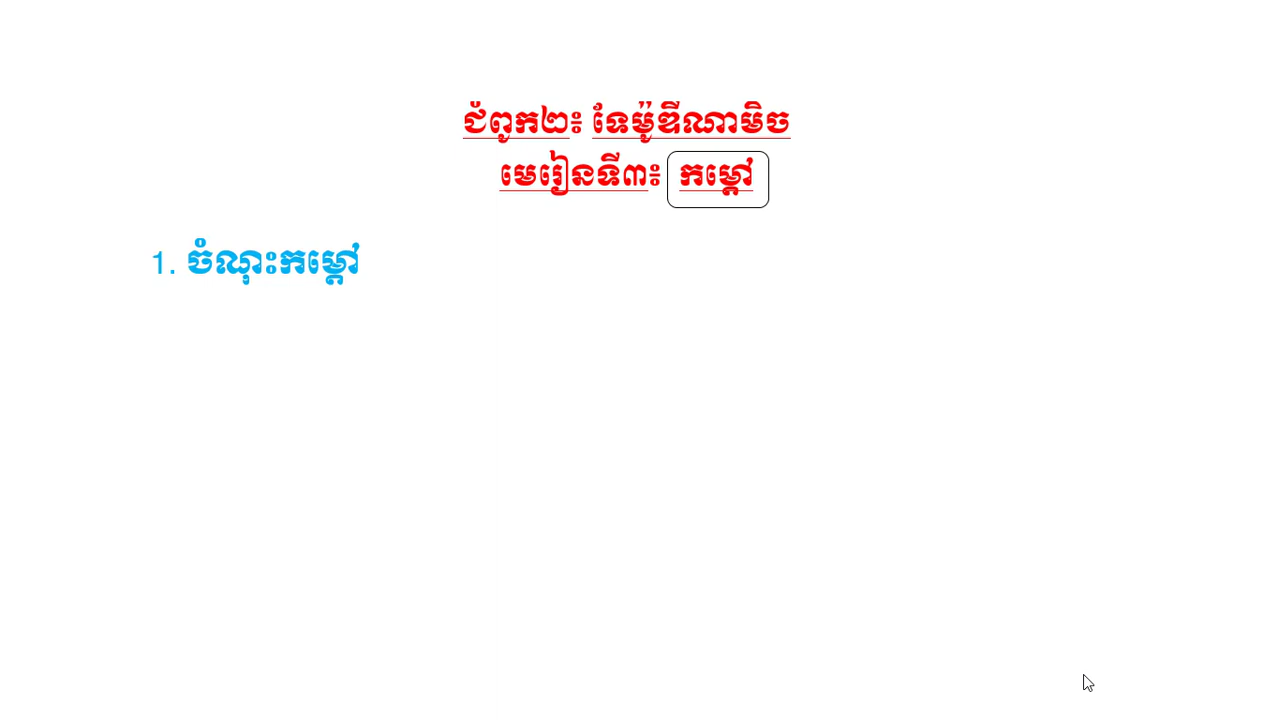 ជំពូក២៖ ទែម៉ូឌីណាមិច
មេរៀនទី៣៖ កម្ដៅ
1. ចំណុះកម្ដៅ